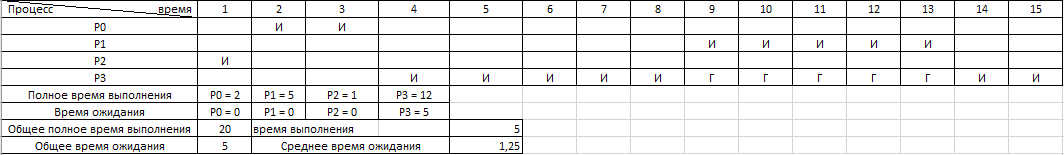 Процесс время 1 2 3 4 5 6 7 8 9 10 11 12 13 14 15
P0 И И
P1 И И И И И
P2 И
P3 И И И И И Г Г Г Г Г И И
Полное время выполнения P0 = 2 P1 = 5 P2 = 1 P3 = 12
Время ожидания P0 = 0 P1 = 0 P2 = 0 P3 = 5
Общее полное время выполнения 20 время выполнения 5
Общее время ожидания 5 Среднее время ожидания 1,25